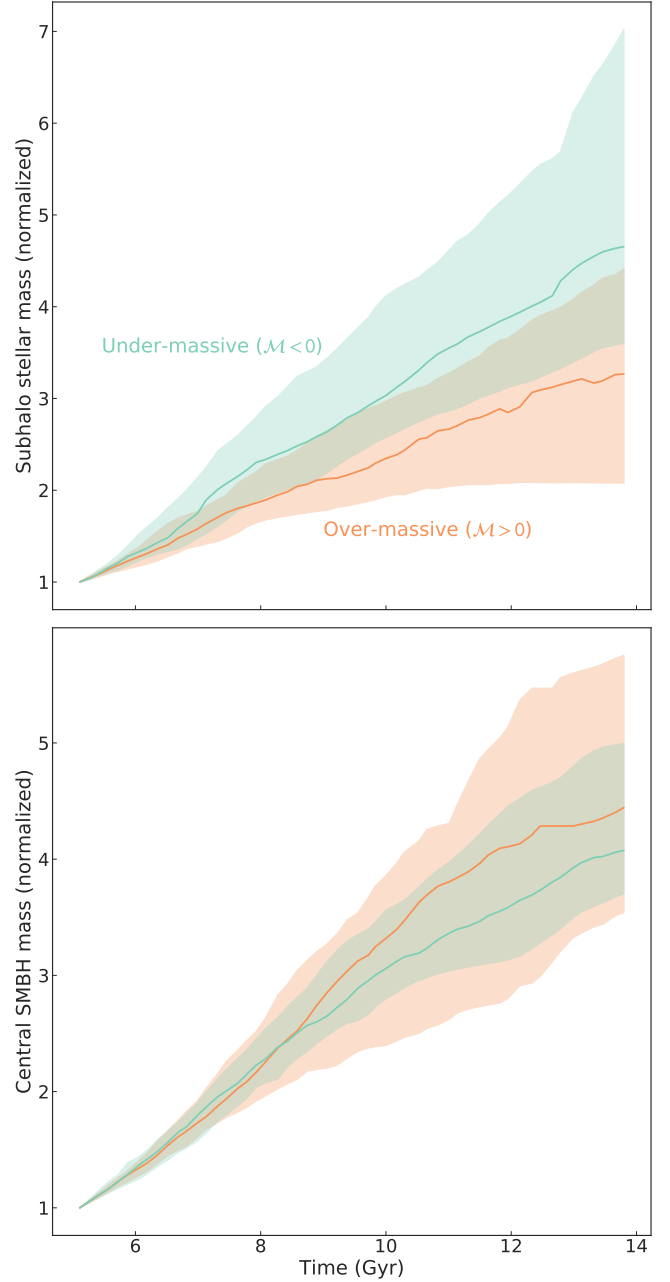 7
6
5
4
3
2
1
Subhalo stellar mass (normalized)
Under-massive (ℳ < 0)
Over-massive (ℳ > 0)
5
4
3
2
1
Central SMBH mass (normalized)
6 8 10 12 14
Time (Gyr)